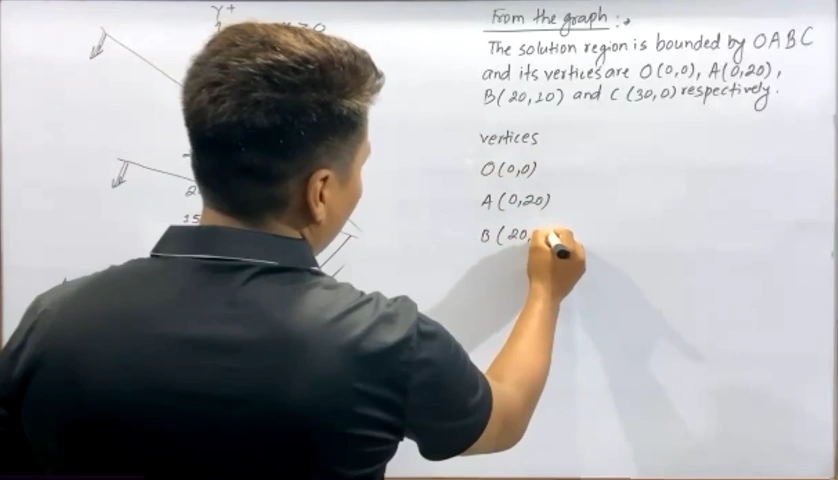 y+
From the graph :→
The solution region is bounded by OABC
and its vertices are O(0,0), A(0,20),
B(20,10) and C(30,0) respectively.
vertices
O(0,0)
A(0,20)
B(20,
15